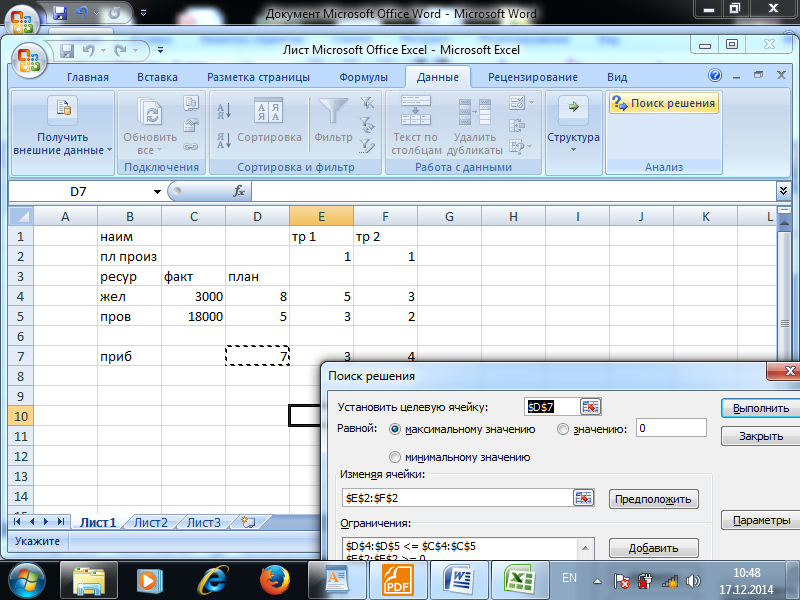 Документ Microsoft Office Word - Microsoft Word
Лист Microsoft Office Excel - Microsoft Excel
Главная Вставка Разметка страницы Формулы Данные Рецензирование Вид
Получить внешние данные
Обновить все
Подключения
Сортировка
Фильтр
Сортировка и фильтр
Текст по столбцам
Удалить дубликаты
Работа с данными
Структура
Поиск решения
Анализ
D7 fx
A B C D E F G H I J K L
1 наим тр 1 тр 2
2 пл произ 1 1
3 ресур факт план
4 жел 3000 8 5 3
5 пров 18000 5 3 2
6
7 приб 7 3 4
8
9
10
11
12
13
14
Поиск решения
Установить целевую ячейку: $D$7
Равной: максимальному значению значению: 0
минимальному значению
Изменяя ячейки:
$E$2:$F$2
Предположить
Ограничения:
$D$4:$D$5 <= $C$4:$C$5
Добавить
Выполнить
Закрыть
Параметры
Лист1 Лист2 Лист3
Укажите
PDF
EN
10:48
17.12.2014